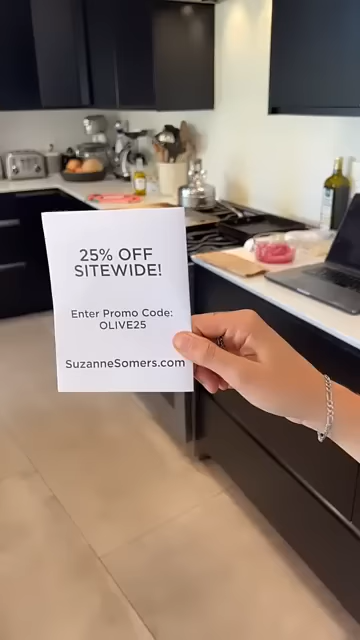 25% OFF
SITEWIDE!
Enter Promo Code:
OLIVE25
SuzanneSomers.com